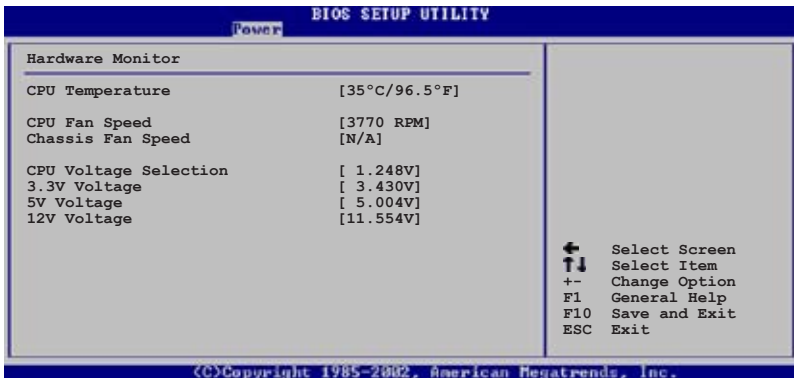 BIOS SETUP UTILITY
Power
Hardware Monitor
CPU Temperature [35°C/96.5°F]
CPU Fan Speed [3770 RPM]
Chassis Fan Speed [N/A]
CPU Voltage Selection [ 1.248V]
3.3V Voltage [ 3.430V]
5V Voltage [ 5.004V]
12V Voltage [11.554V]
← Select Screen
↑↓ Select Item
+- Change Option
F1 General Help
F10 Save and Exit
ESC Exit
(C)Copyright 1985-2002, American Megatrends, Inc.